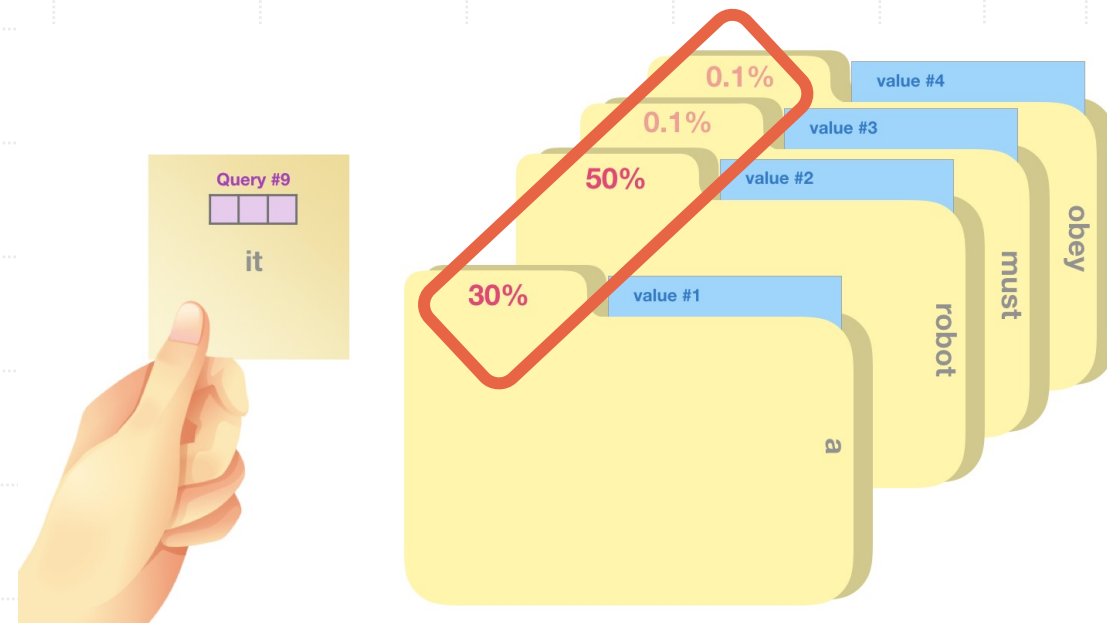 Query #9
it
0.1%
value #4
obey
0.1%
value #3
must
50%
value #2
robot
30%
value #1
a